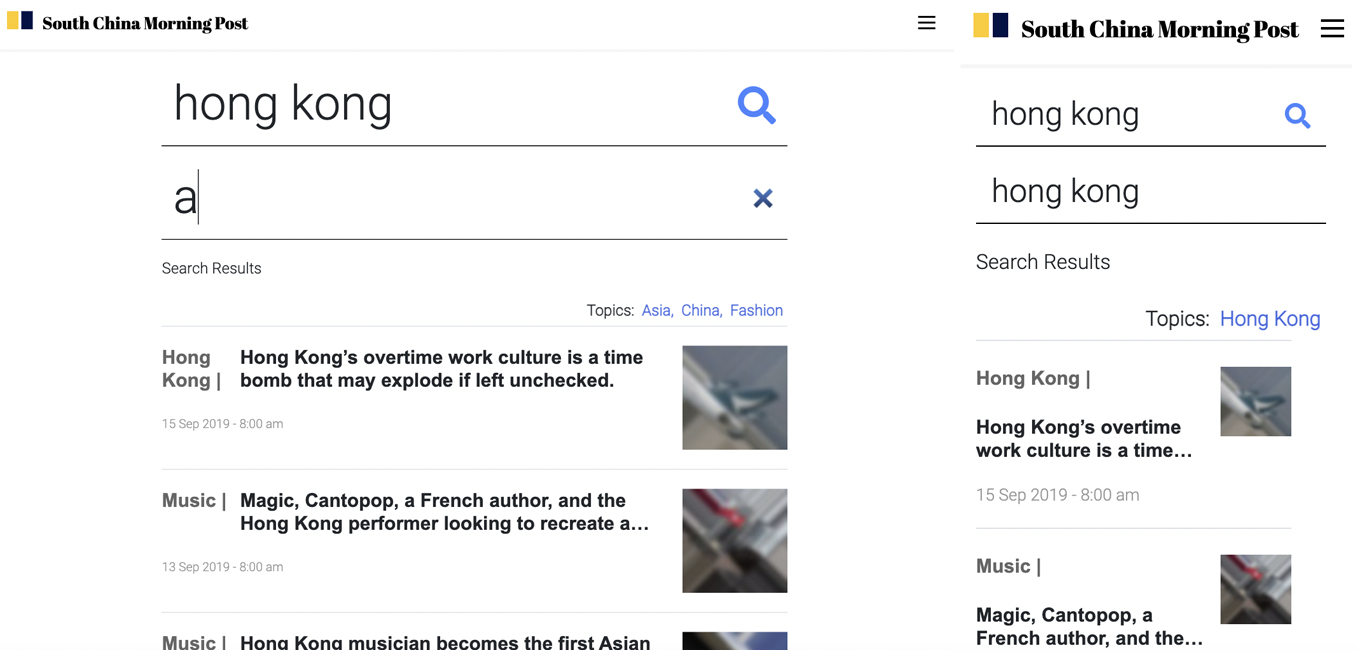 South China Morning Post
hong kong
a
Search Results
Topics: Asia, China, Fashion
Hong Kong |
Hong Kong’s overtime work culture is a time
bomb that may explode if left unchecked.
15 Sep 2019 - 8:00 am
Music |
Magic, Cantopop, a French author, and the
Hong Kong performer looking to recreate a…
13 Sep 2019 - 8:00 am
Music |
Hong Kong musician becomes the first Asian
South China Morning Post
hong kong
hong kong
Search Results
Topics: Hong Kong
Hong Kong |
Hong Kong’s overtime
work culture is a time…
15 Sep 2019 - 8:00 am
Music |
Magic, Cantopop, a
French author, and the…